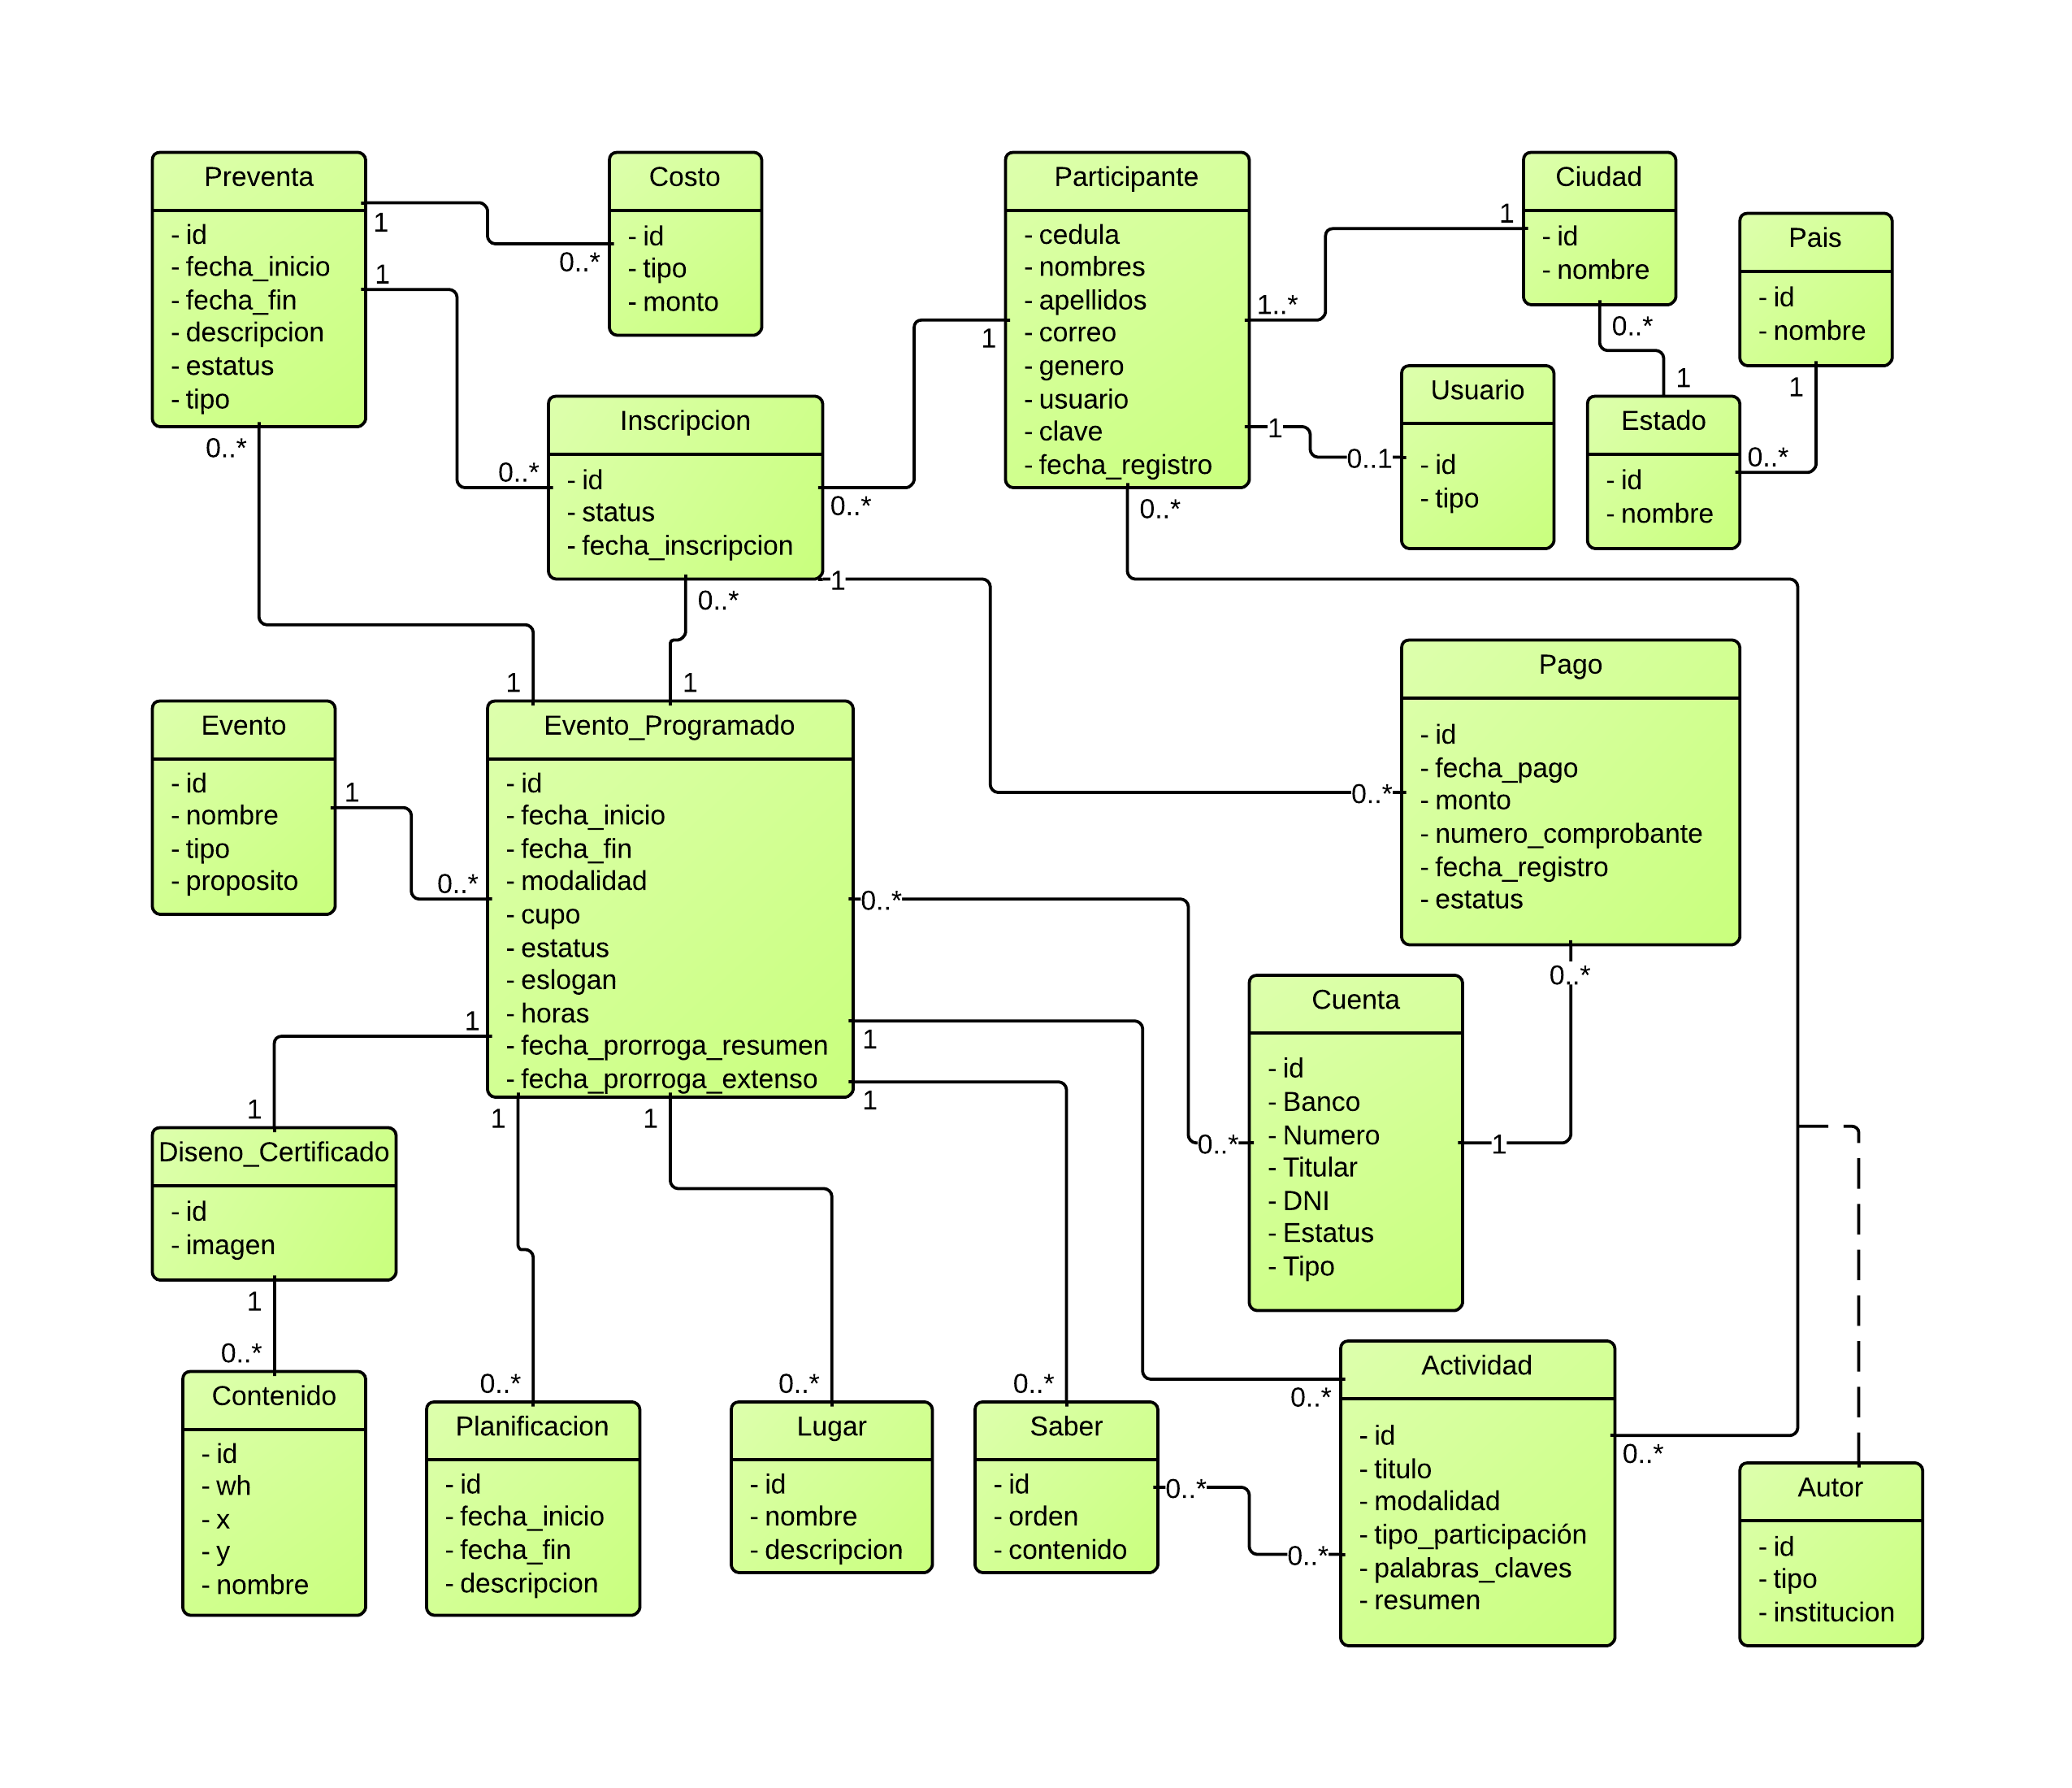 Preventa
- id
- fecha_inicio
- fecha_fin
- descripcion
- estatus
- tipo
1
1
0..*
Costo
- id
- tipo
- monto
0..*
Participante
- cedula
- nombres
- apellidos
- correo
- genero
- usuario
- clave
- fecha_registro
1
1..*
1
0..*
Ciudad
- id
- nombre
1
0..*
Pais
- id
- nombre
1
Usuario
- id
- tipo
0..1
Estado
- id
- nombre
1
0..*
Inscripcion
- id
- status
- fecha_inscripcion
0..*
0..*
0..*
1
Pago
- id
- fecha_pago
- monto
- numero_comprobante
- fecha_registro
- estatus
0..*
0..*
Evento
- id
- nombre
- tipo
- proposito
1
Evento_Programado
- id
- fecha_inicio
- fecha_fin
- modalidad
- cupo
- estatus
- eslogan
- horas
- fecha_prorroga_resumen
- fecha_prorroga_extenso
1
1
0..*
0..*
1
1
1
1
1
Cuenta
- id
- Banco
- Numero
- Titular
- DNI
- Estatus
- Tipo
0..*
1
Diseno_Certificado
- id
- imagen
1
1
Contenido
- id
- wh
- x
- y
- nombre
0..*
Planificacion
- id
- fecha_inicio
- fecha_fin
- descripcion
0..*
Lugar
- id
- nombre
- descripcion
0..*
Saber
- id
- orden
- contenido
0..*
0..*
Actividad
- id
- titulo
- modalidad
- tipo_participación
- palabras_claves
- resumen
0..*
0..*
0..*
Autor
- id
- tipo
- institucion